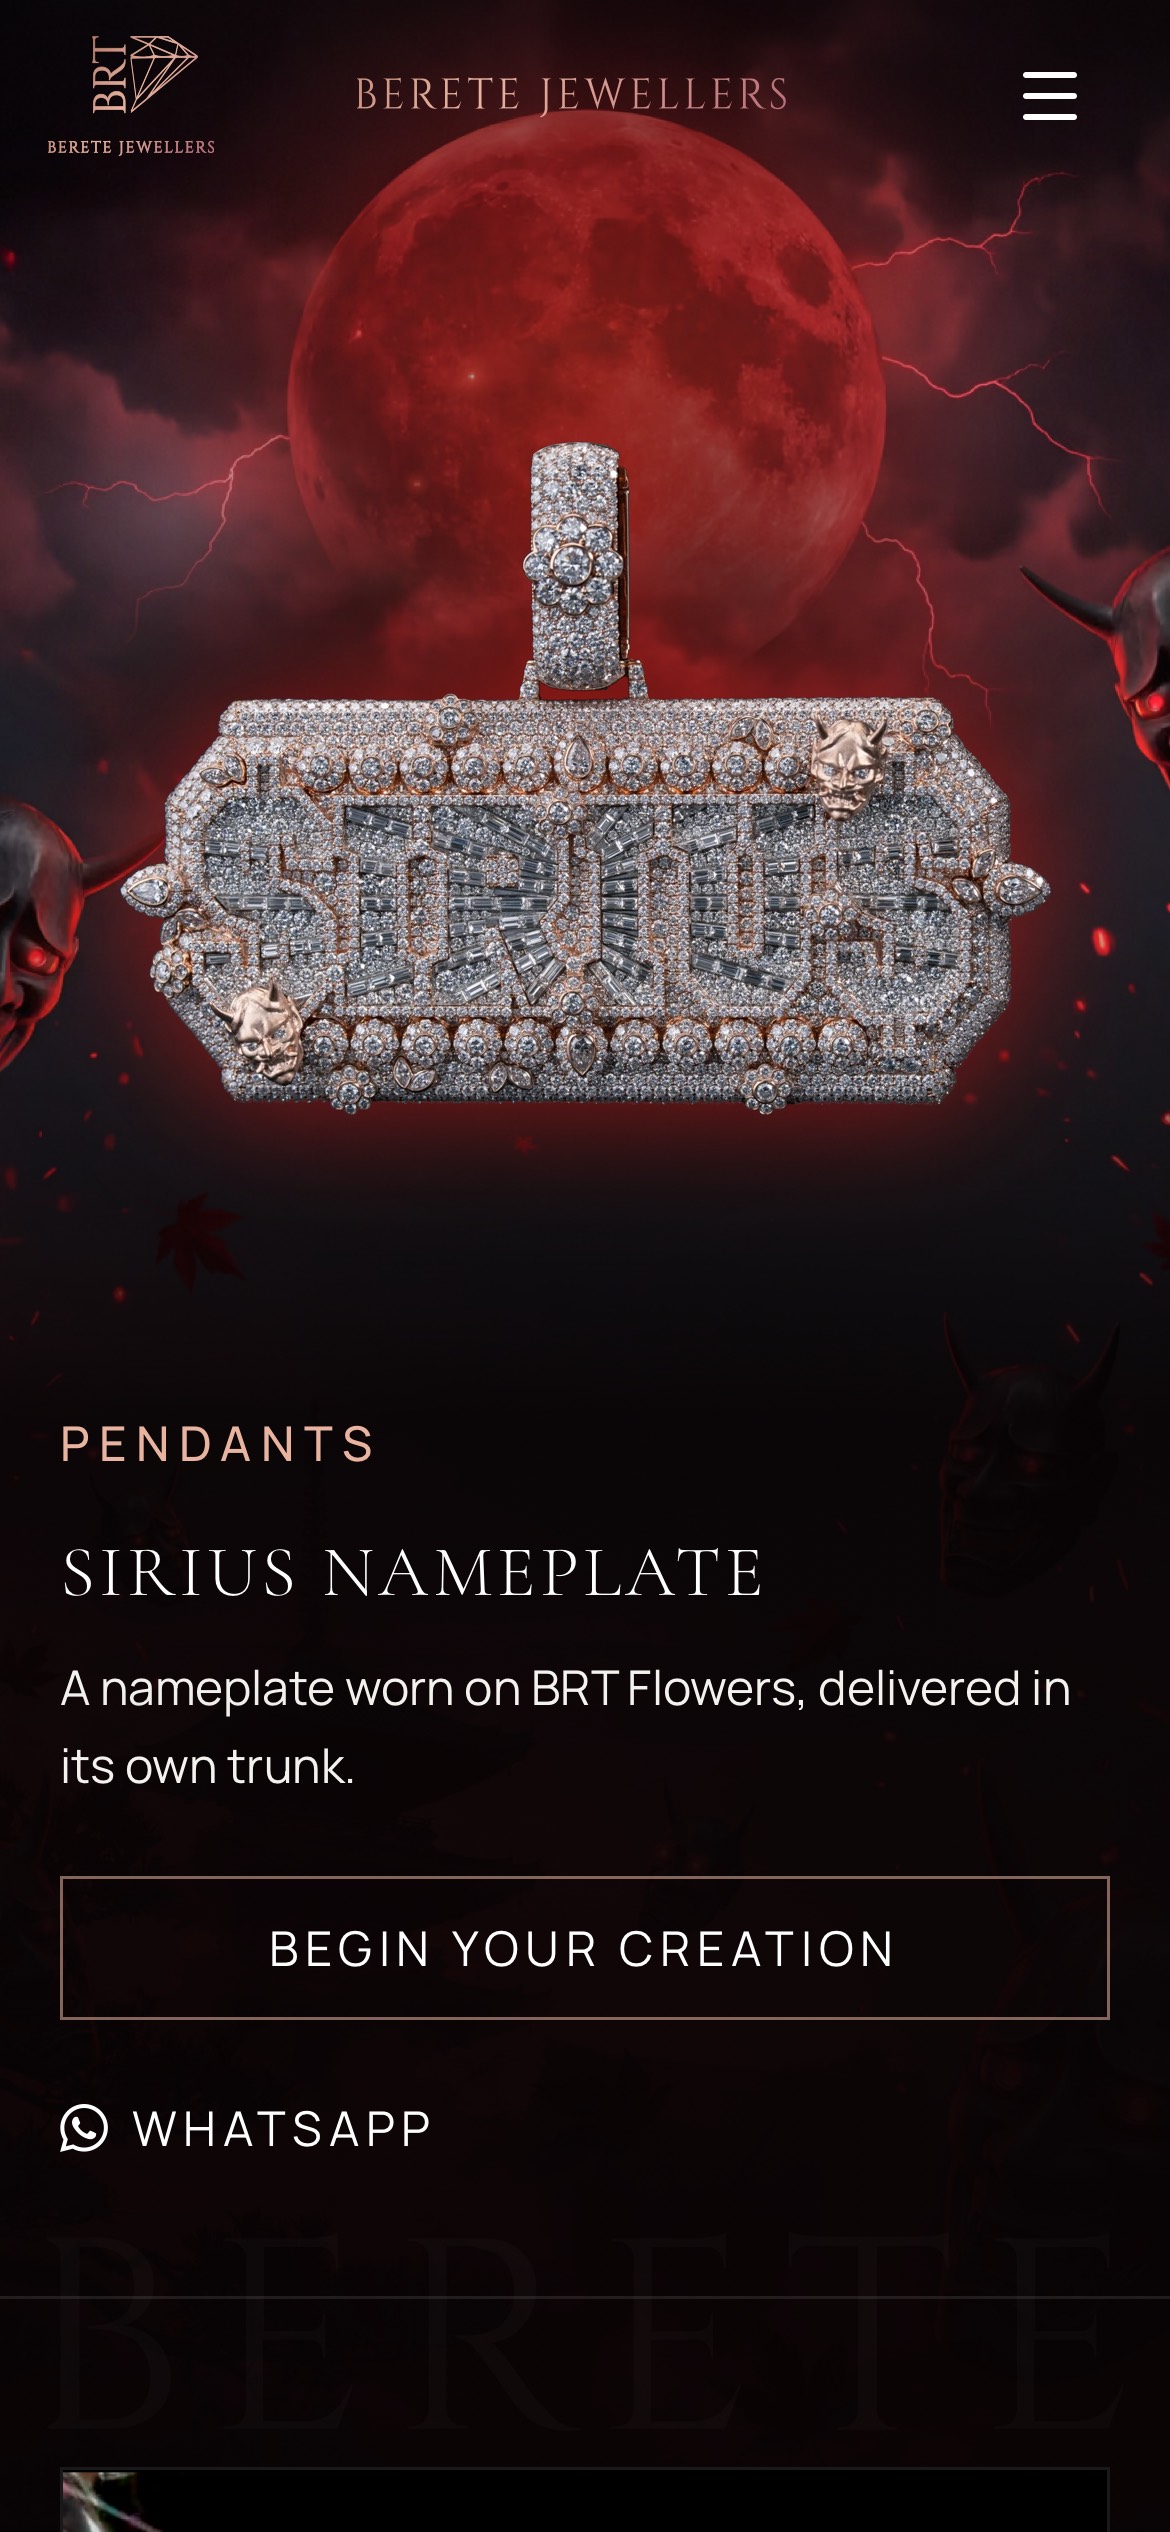 BRT
BERETE JEWELLERS
BERETE JEWELLERS
SIRIUS
PENDANTS
SIRIUS NAMEPLATE
A nameplate worn on BRT Flowers, delivered in
its own trunk.
BEGIN YOUR CREATION
WHATSAPP
BERETE